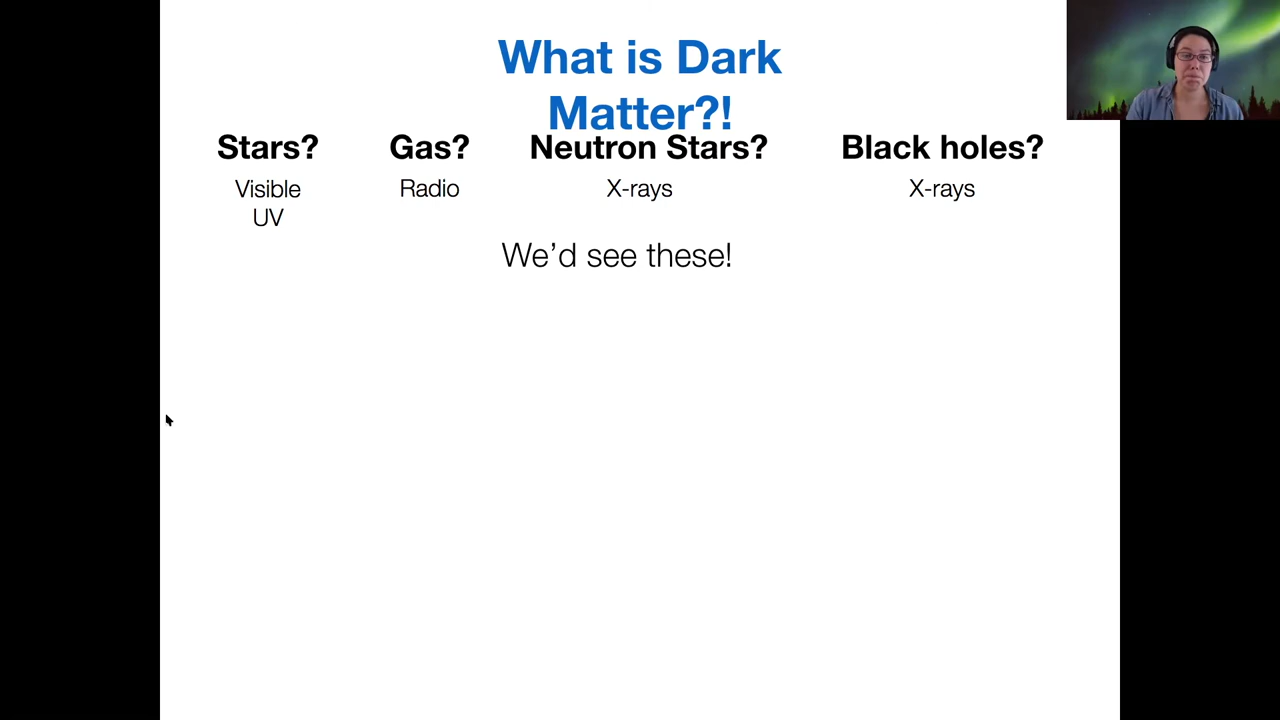 What is Dark
Matter?!
Stars? Gas? Neutron Stars? Black holes?
Visible Radio X-rays X-rays
UV
We’d see these!